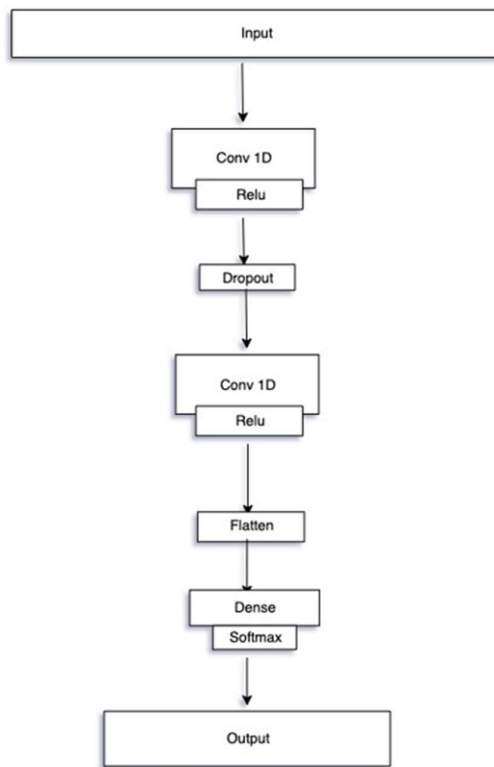 Input
Conv 1D
Relu
Dropout
Conv 1D
Relu
Flatten
Dense
Softmax
Output